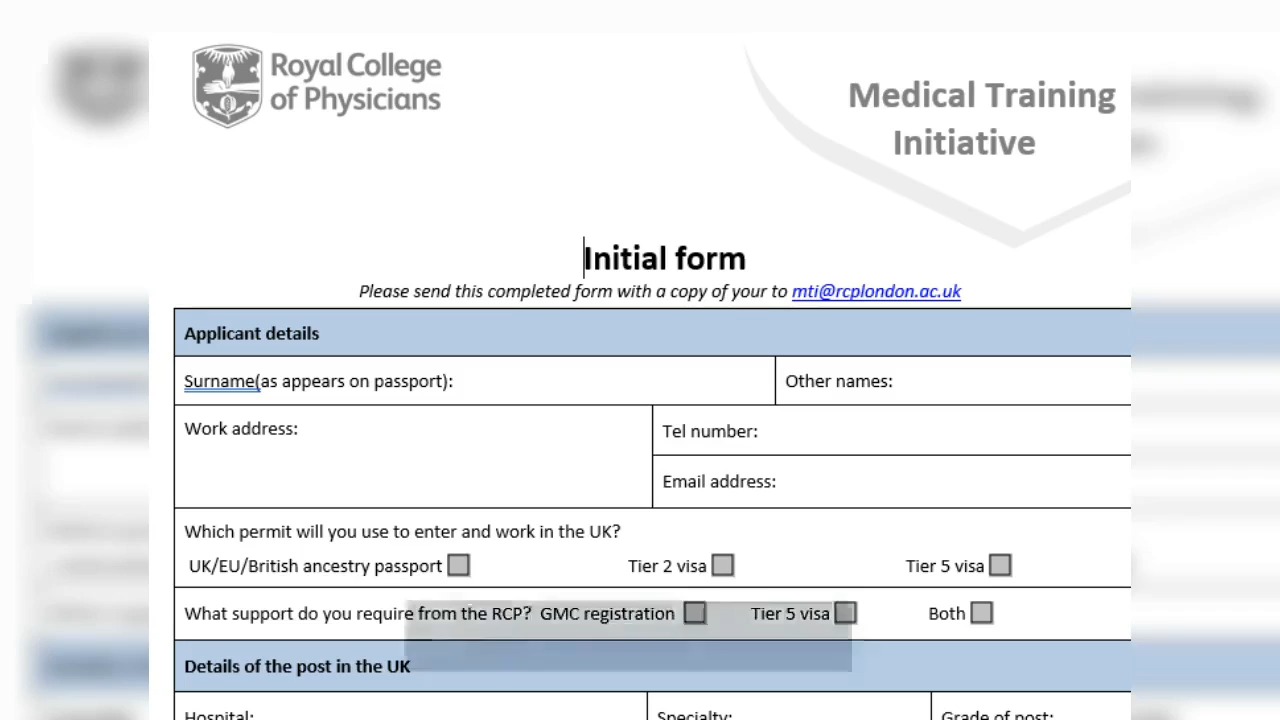 Royal College
of Physicians
Medical Training
Initiative
Initial form
Please send this completed form with a copy of your to mti@rcplondon.ac.uk
Applicant details
Surname(as appears on passport): Other names:
Work address:
Tel number:
Email address:
Which permit will you use to enter and work in the UK?
UK/EU/British ancestry passport Tier 2 visa Tier 5 visa
What support do you require from the RCP? GMC registration Tier 5 visa Both
Details of the post in the UK
Hospital: Specialty: Grade of post: